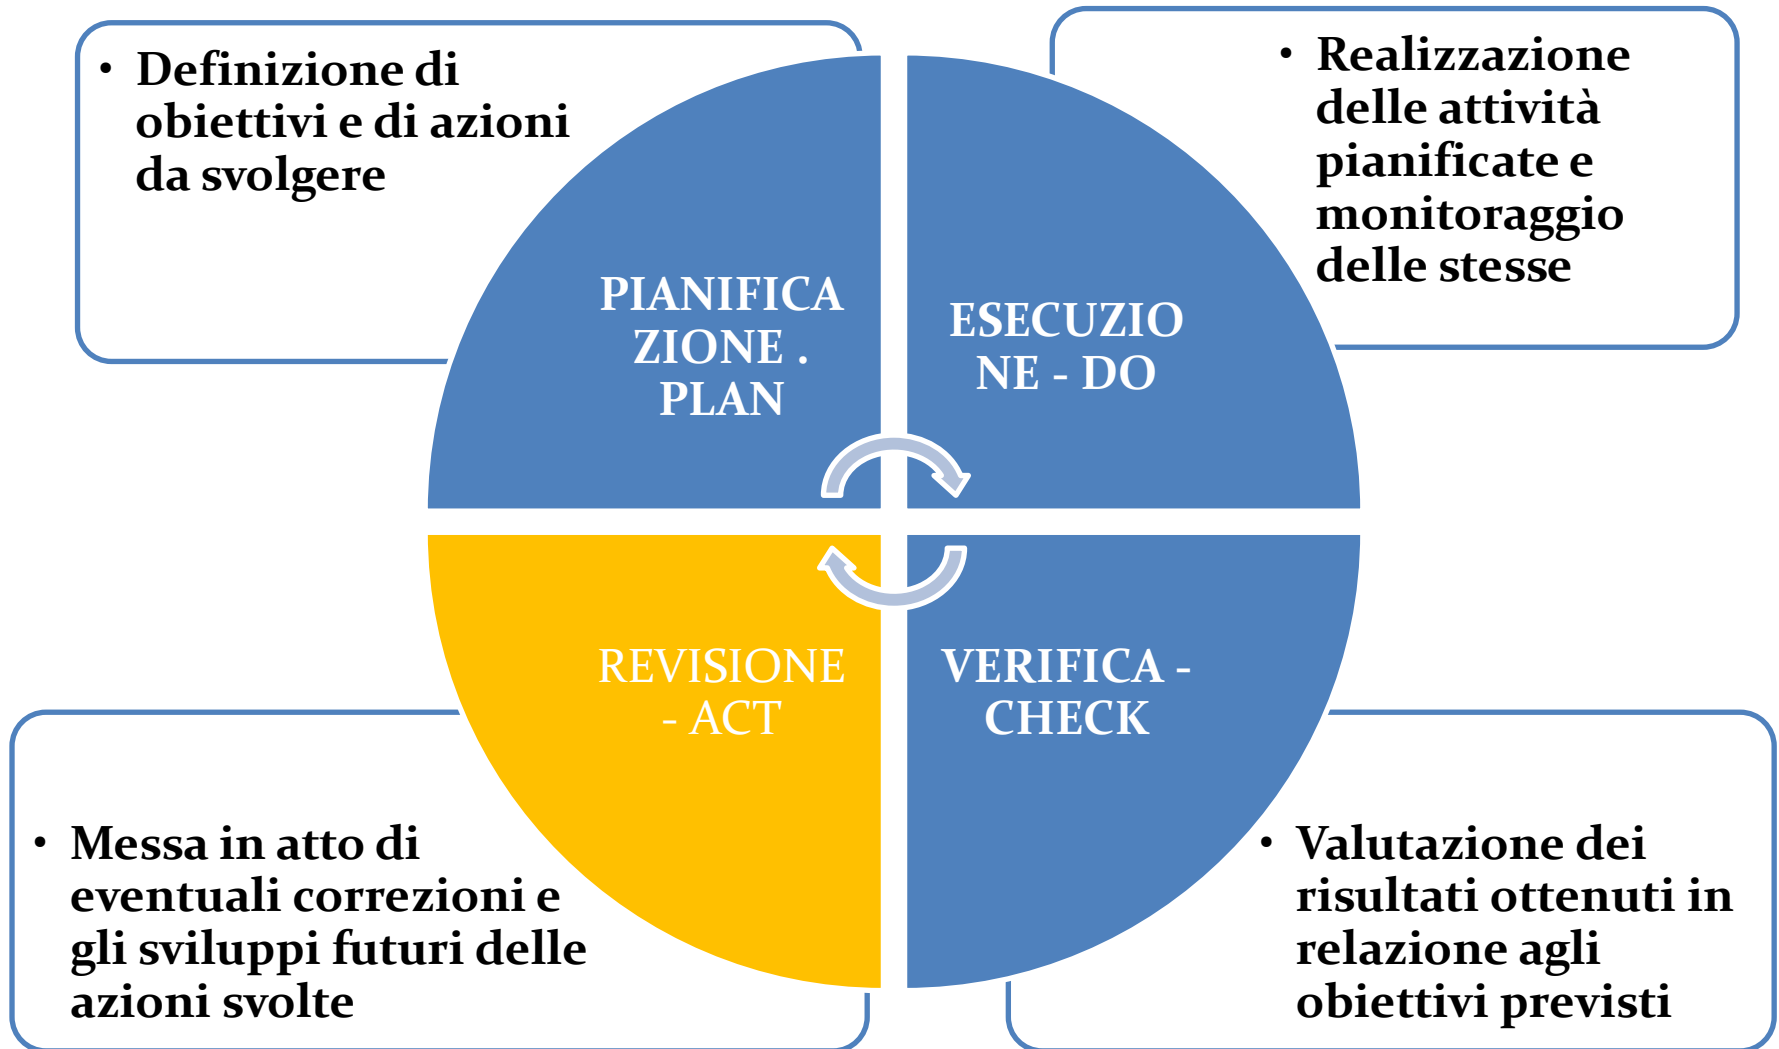 • Definizione di
obiettivi e di azioni
da svolgere
• Realizzazione
delle attività
pianificate e
monitoraggio
delle stesse
PIANIFICA
ZIONE .
PLAN
ESECUZIO
NE - DO
REVISIONE
- ACT
VERIFICA -
CHECK
• Messa in atto di
eventuali correzioni e
gli sviluppi futuri delle
azioni svolte
• Valutazione dei
risultati ottenuti in
relazione agli
obiettivi previsti